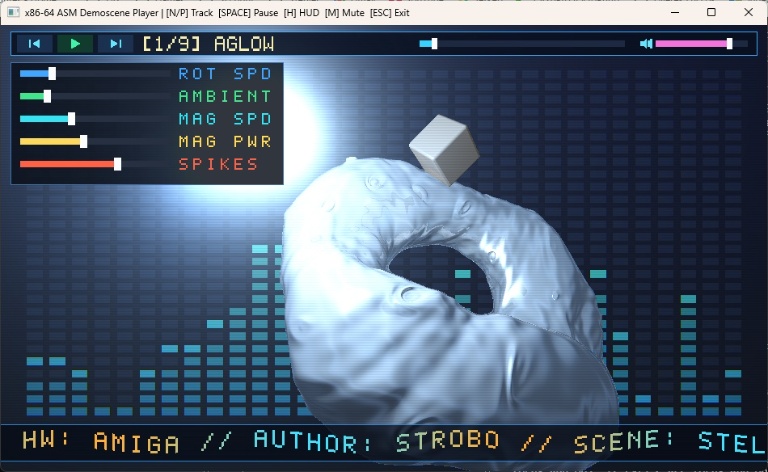 x86-64 ASM Demoscene Player | [N/P] Track [SPACE] Pause [H] HUD [M] Mute [ESC] Exit
[1/9] AGLOW
ROT SPD
AMBIENT
MAG SPD
MAG PWR
SPIKES
HW: AMIGA // AUTHOR: STROBO // SCENE: STEL